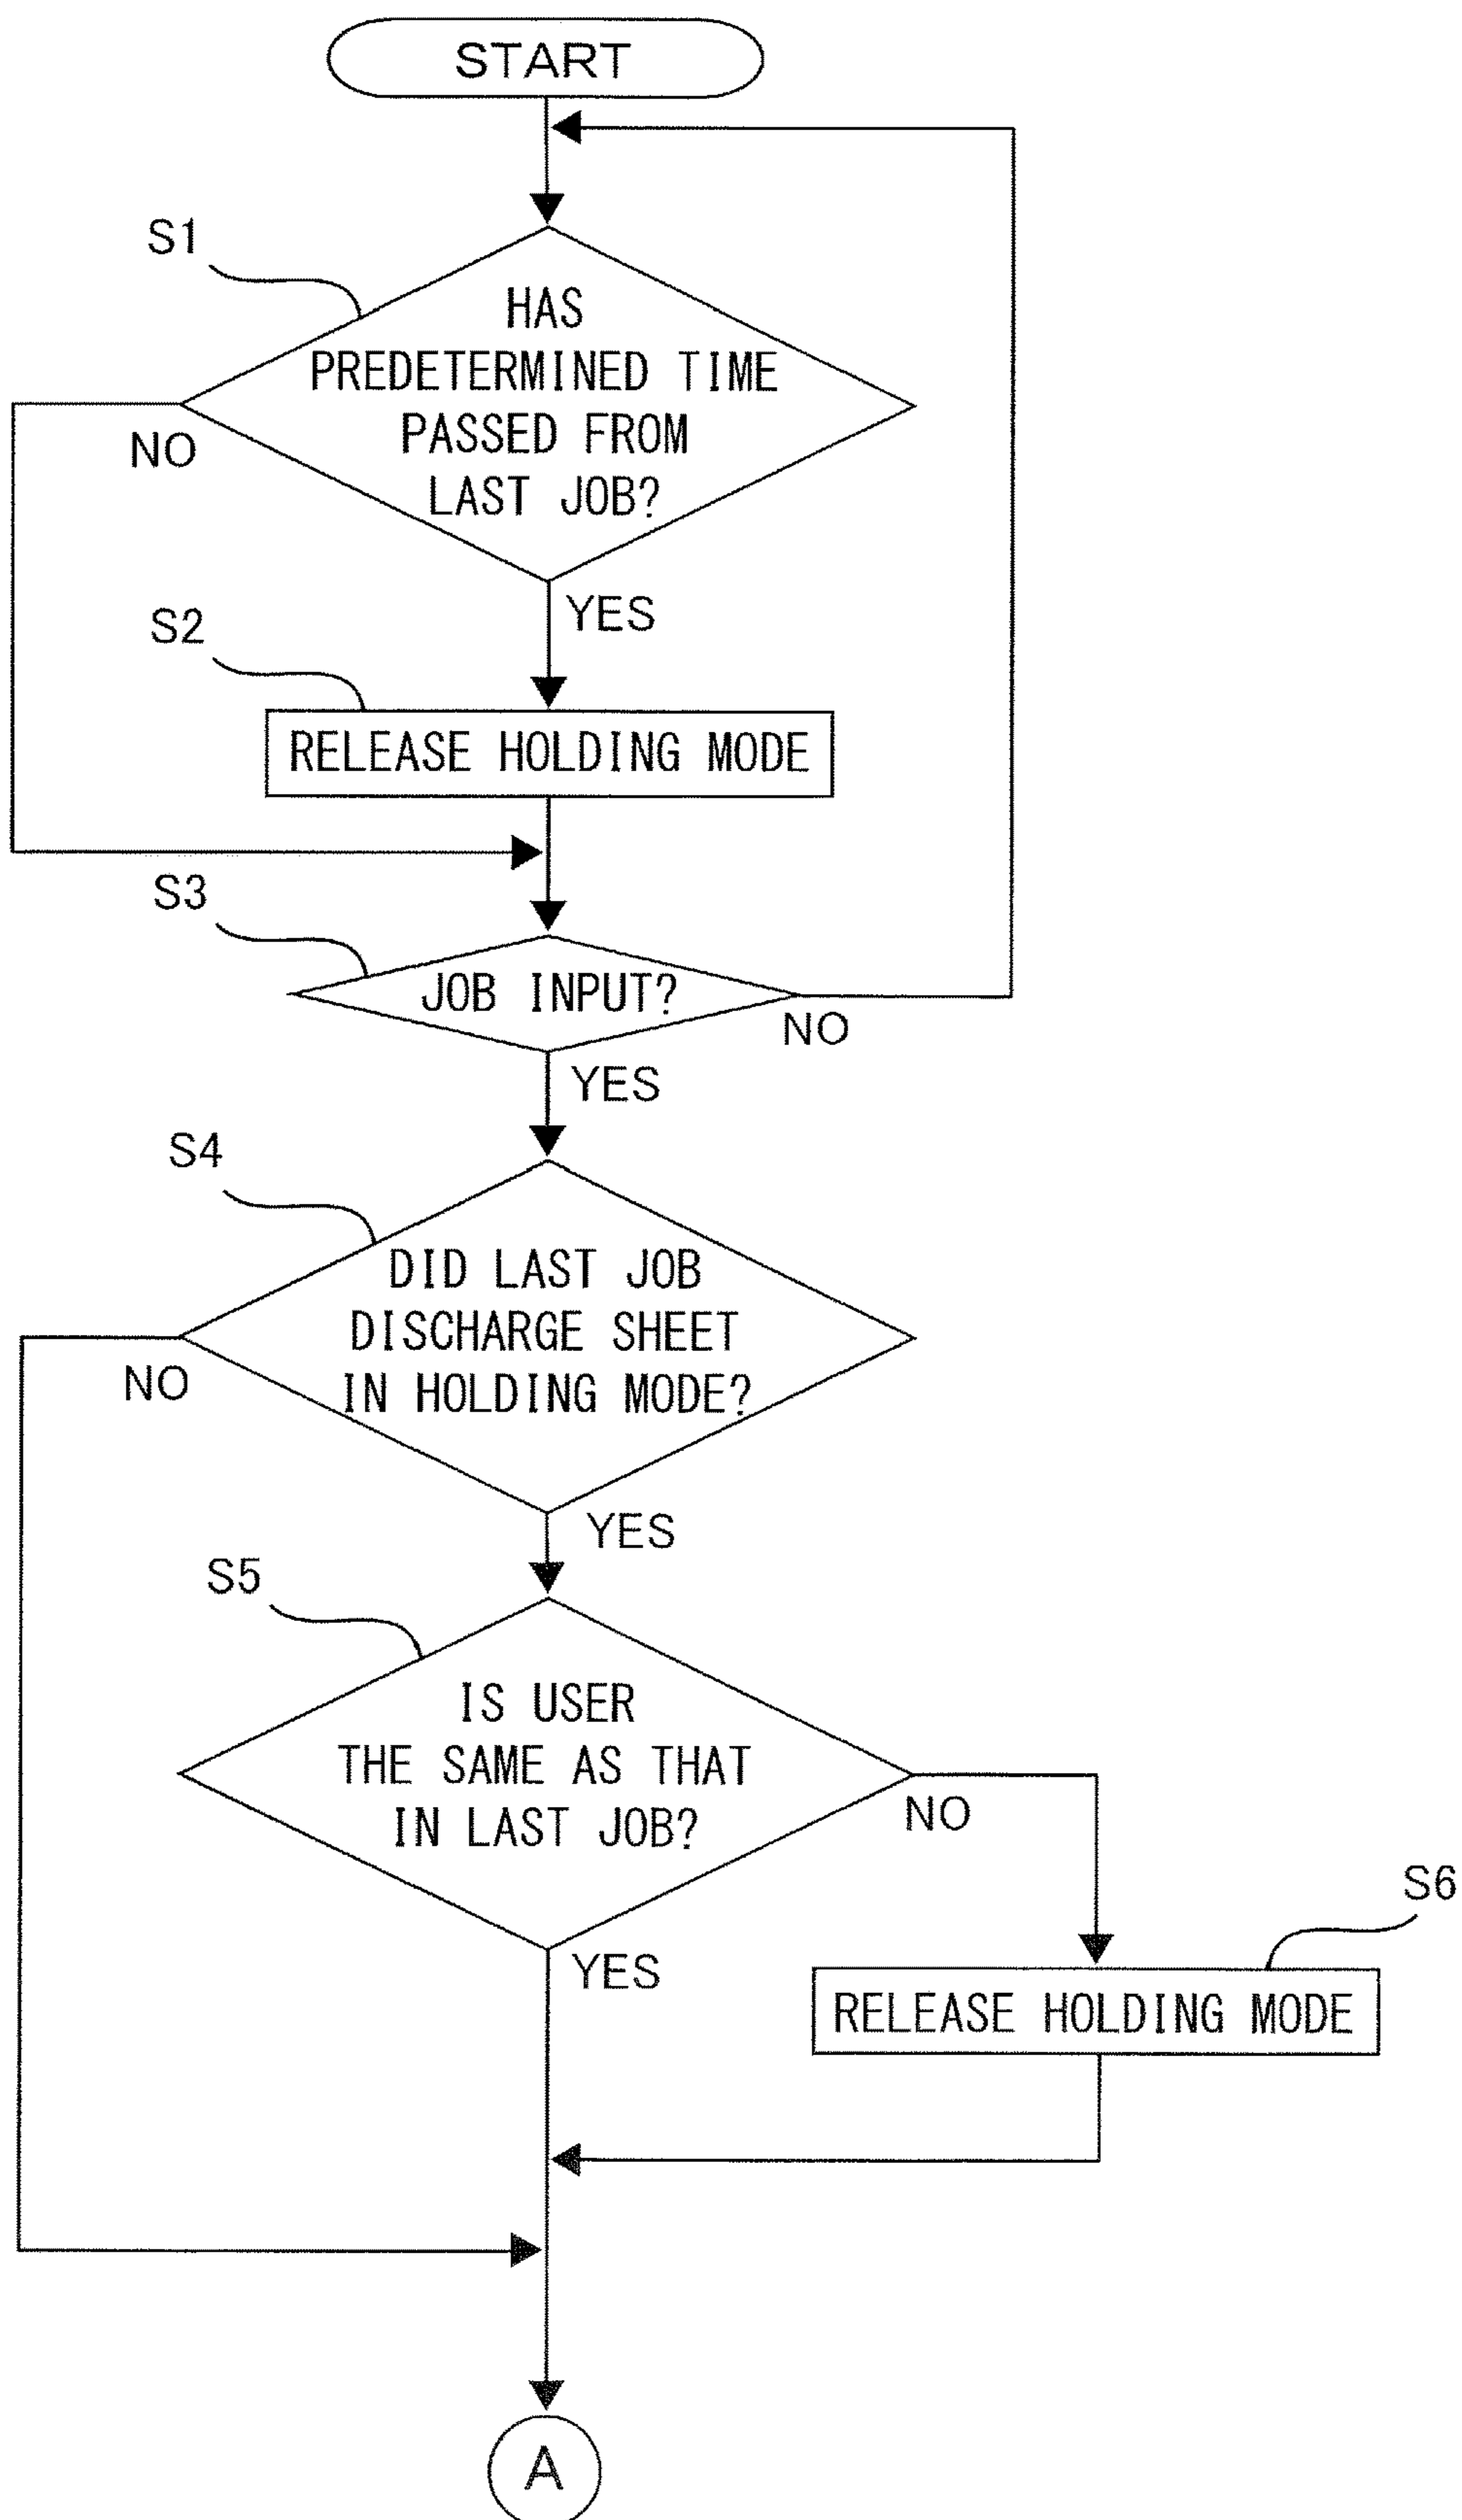 START
S1
HAS
PREDETERMINED TIME
PASSED FROM
LAST JOB?
NO
YES
S2
RELEASE HOLDING MODE
S3
JOB INPUT?
NO
YES
S4
DID LAST JOB
DISCHARGE SHEET
IN HOLDING MODE?
NO
YES
S5
IS USER
THE SAME AS THAT
IN LAST JOB?
NO
S6
YES
RELEASE HOLDING MODE
A